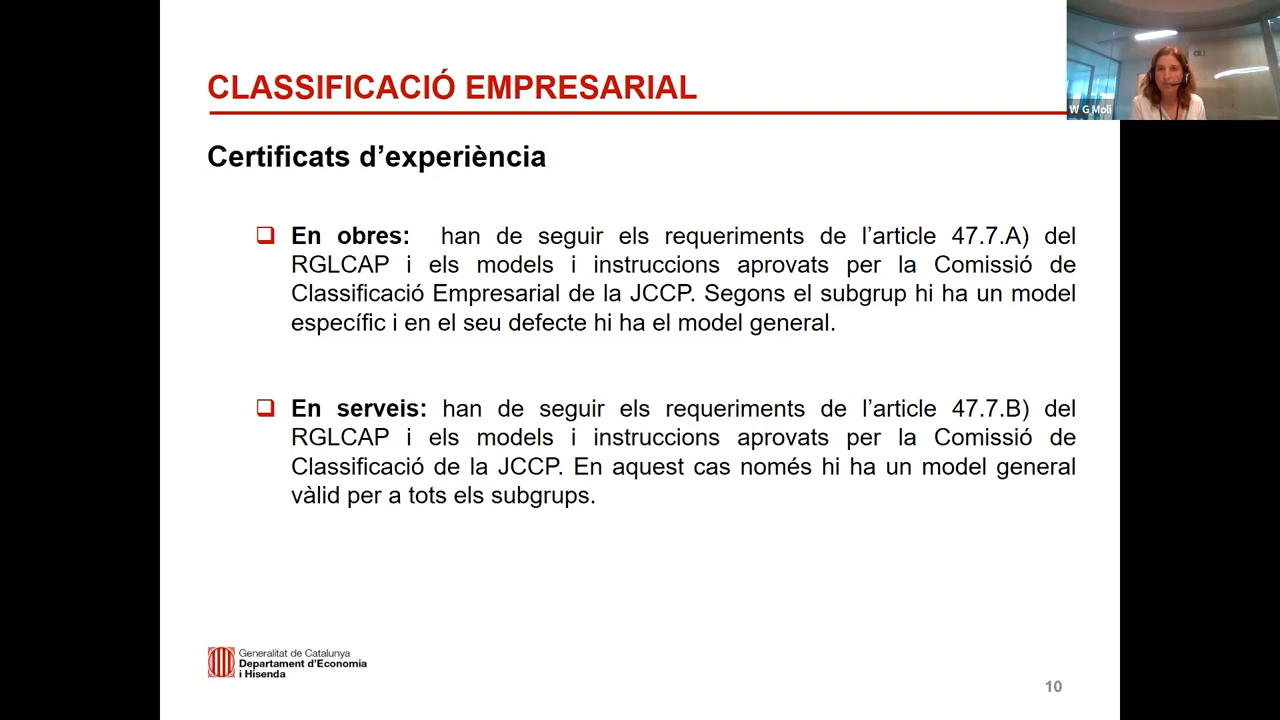 CLASSIFICACIÓ EMPRESARIAL
W G Moli
Certificats d’experiència
❑ En obres: han de seguir els requeriments de l’article 47.7.A) del
RGLCAP i els models i instruccions aprovats per la Comissió de
Classificació Empresarial de la JCCP. Segons el subgrup hi ha un model
específic i en el seu defecte hi ha el model general.
❑ En serveis: han de seguir els requeriments de l’article 47.7.B) del
RGLCAP i els models i instruccions aprovats per la Comissió de
Classificació de la JCCP. En aquest cas només hi ha un model general
vàlid per a tots els subgrups.
Generalitat de Catalunya
Departament d’Economia
i Hisenda
10